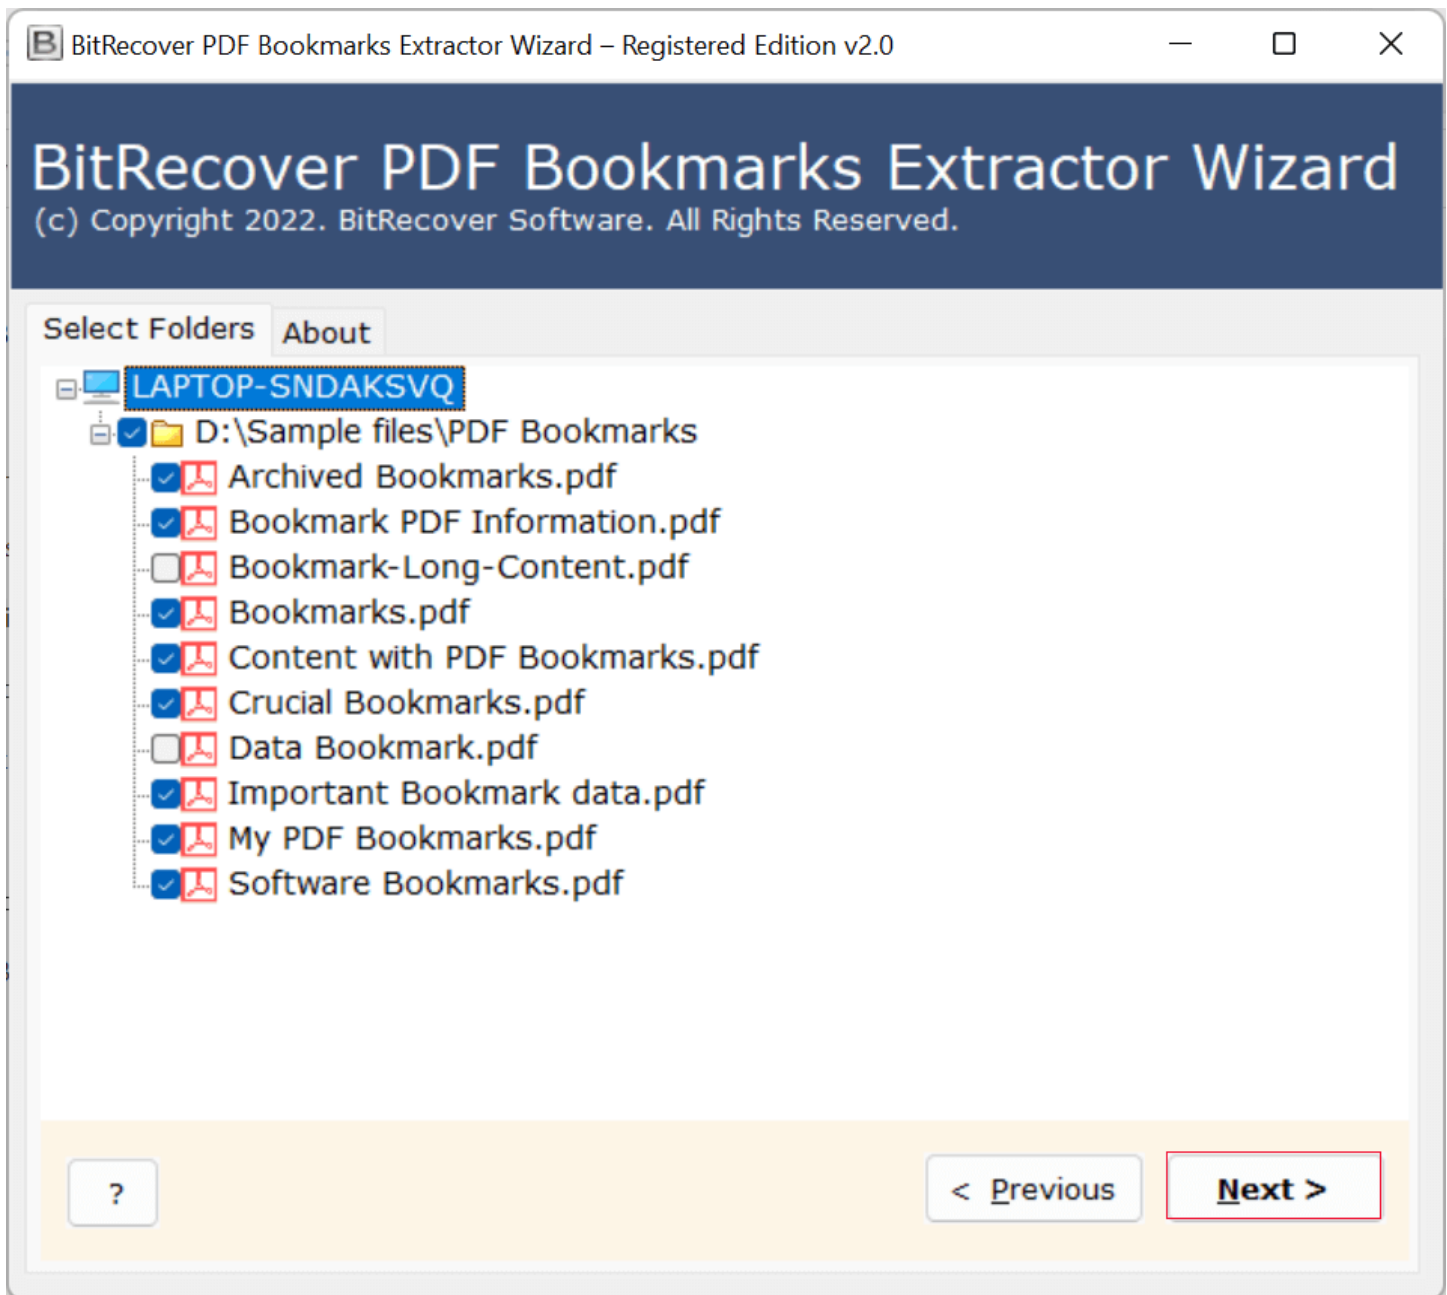 B BitRecover PDF Bookmarks Extractor Wizard – Registered Edition v2.0
BitRecover PDF Bookmarks Extractor Wizard
(c) Copyright 2022. BitRecover Software. All Rights Reserved.
Select Folders About
LAPTOP-SNDAKSVQ
D:\Sample files\PDF Bookmarks
Archived Bookmarks.pdf
Bookmark PDF Information.pdf
Bookmark-Long-Content.pdf
Bookmarks.pdf
Content with PDF Bookmarks.pdf
Crucial Bookmarks.pdf
Data Bookmark.pdf
Important Bookmark data.pdf
My PDF Bookmarks.pdf
Software Bookmarks.pdf
? < Previous Next >